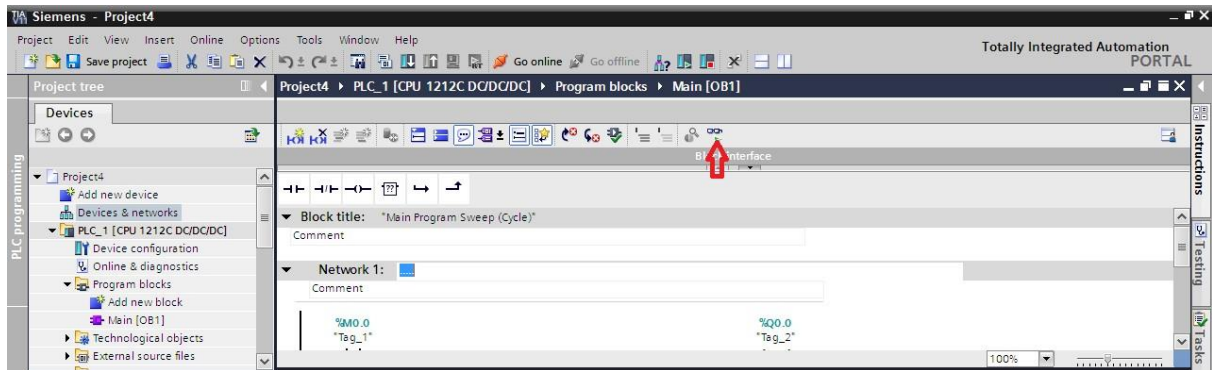 Siemens - Project4
Project Edit View Insert Online Options Tools Window Help
Totally Integrated Automation
PORTAL
Save project Go online Go offline
Project tree
Project4 ▸ PLC_1 [CPU 1212C DC/DC/DC] ▸ Program blocks ▸ Main [OB1]
Devices
Block interface
PLC programming
Project4
Add new device
Devices & networks
PLC_1 [CPU 1212C DC/DC/DC]
Device configuration
Online & diagnostics
Program blocks
Add new block
Main [OB1]
Technological objects
External source files
??
Block title: "Main Program Sweep (Cycle)"
Comment
Network 1: .....
Comment
%M0.0 %Q0.0
"Tag_1" "Tag_2"
100%
Instructions
Testing
Tasks